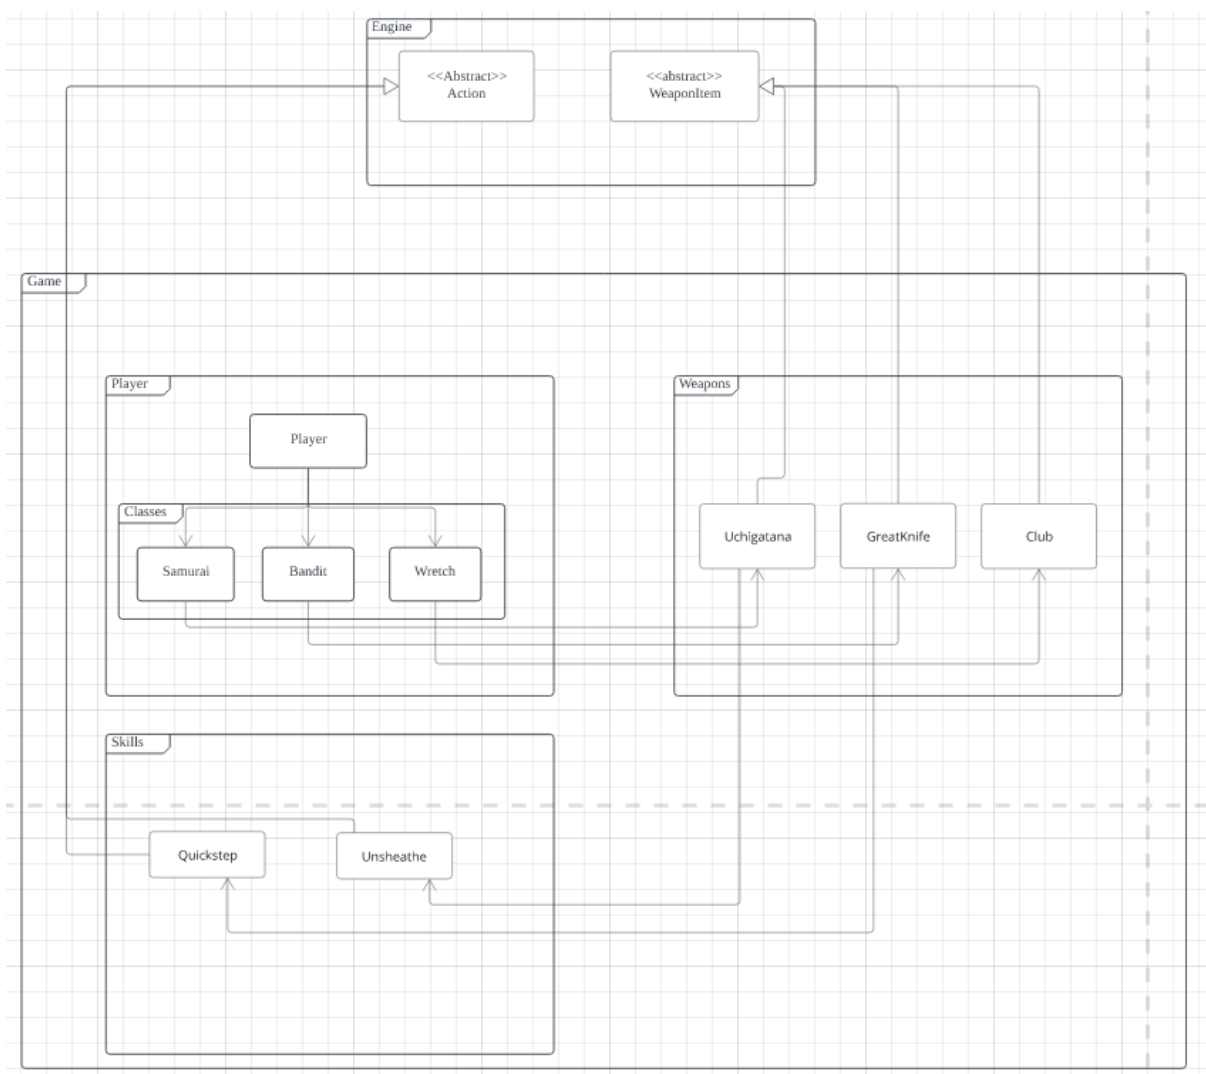 Engine
<<Abstract>>
Action
<<abstract>>
WeaponItem
Game
Player
Player
Classes
Samurai
Bandit
Wretch
Weapons
Uchigatana
GreatKnife
Club
Skills
Quickstep
Unsheathe